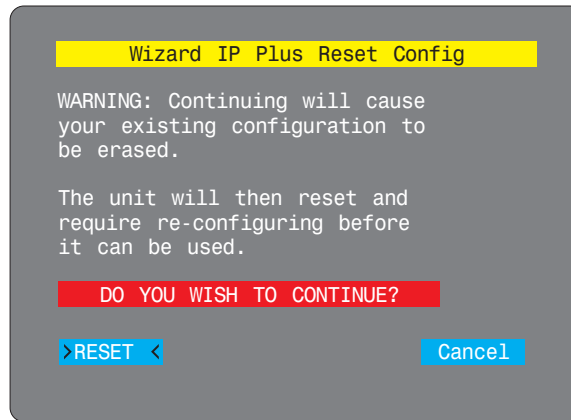 Wizard IP Plus Reset Config
WARNING: Continuing will cause
your existing configuration to
be erased.
The unit will then reset and
require re-configuring before
it can be used.
DO YOU WISH TO CONTINUE?
>RESET <
Cancel